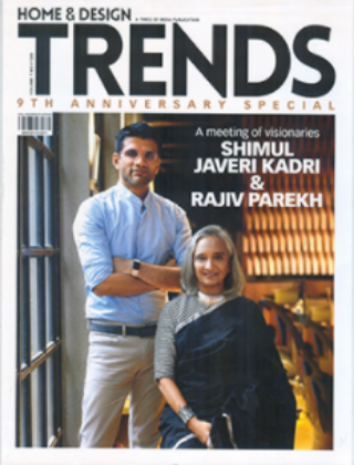 HOME & DESIGN
A TIMES OF INDIA PUBLICATION
TRENDS
9TH ANNIVERSARY SPECIAL
A meeting of visionaries
SHIMUL
JAVERI KADRI
&
RAJIV PAREKH